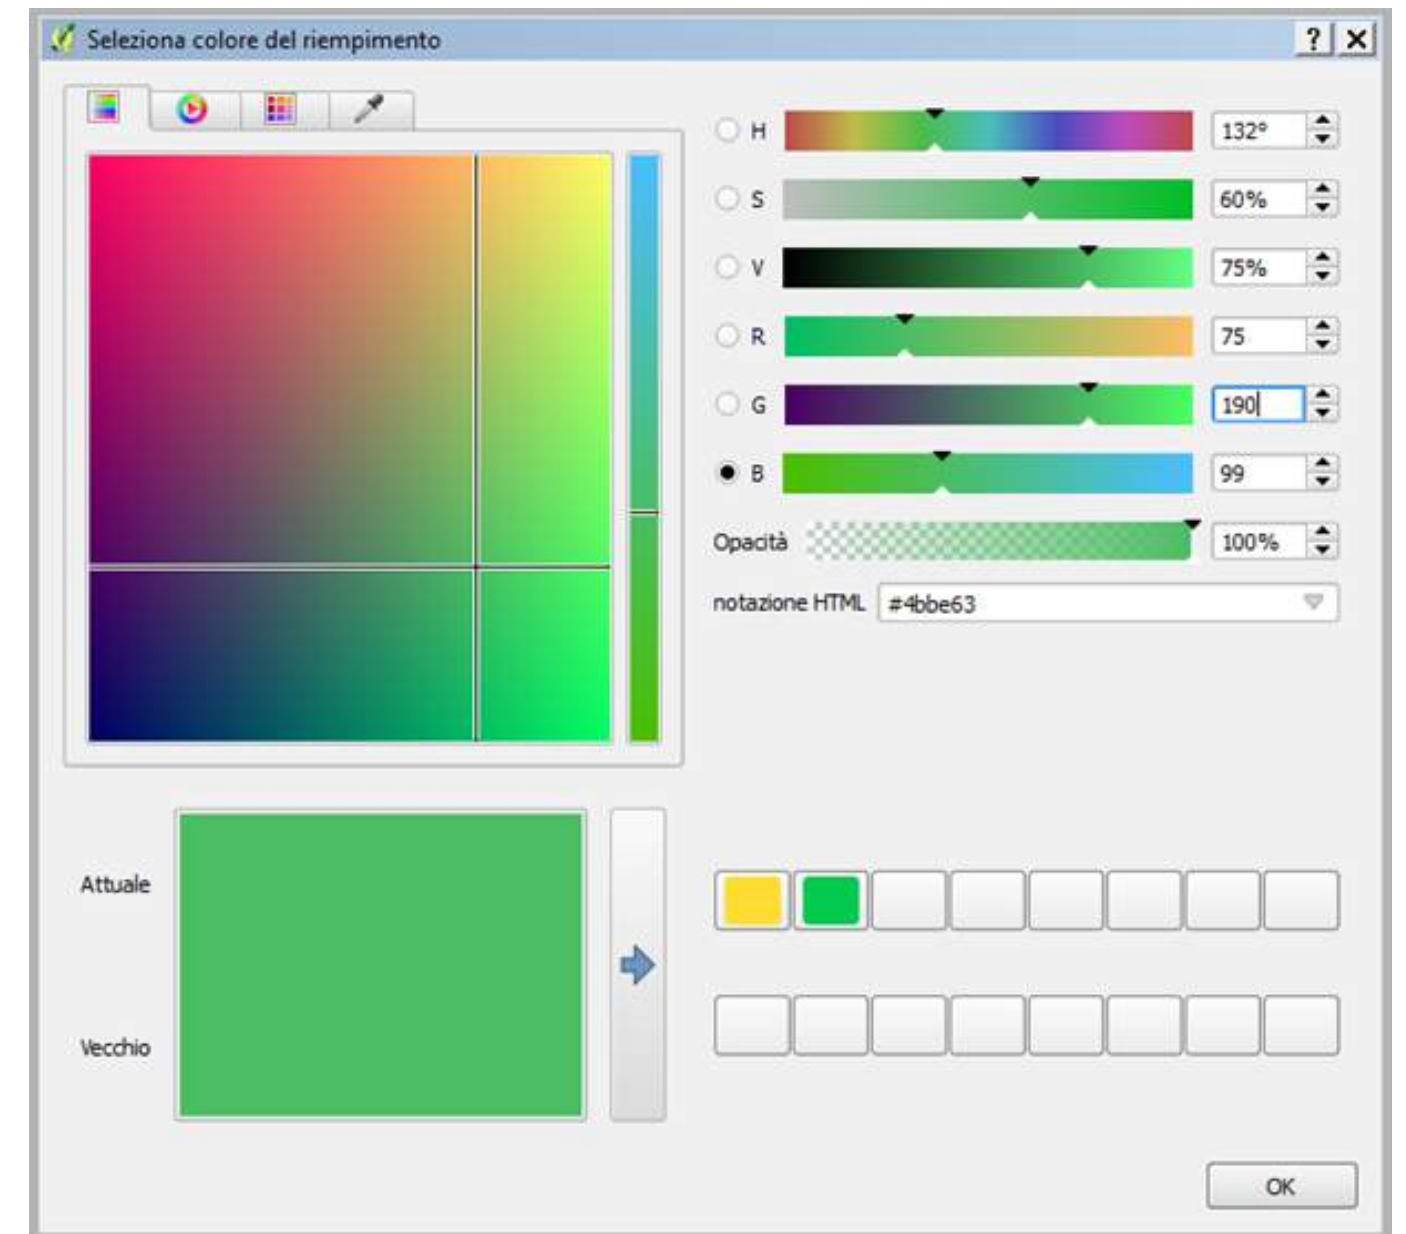 Seleziona colore del riempimento
? X
H 132°
S 60%
V 75%
R 75
G 190
B 99
Opacità 100%
notazione HTML #4bbe63
Attuale
Vecchio
OK